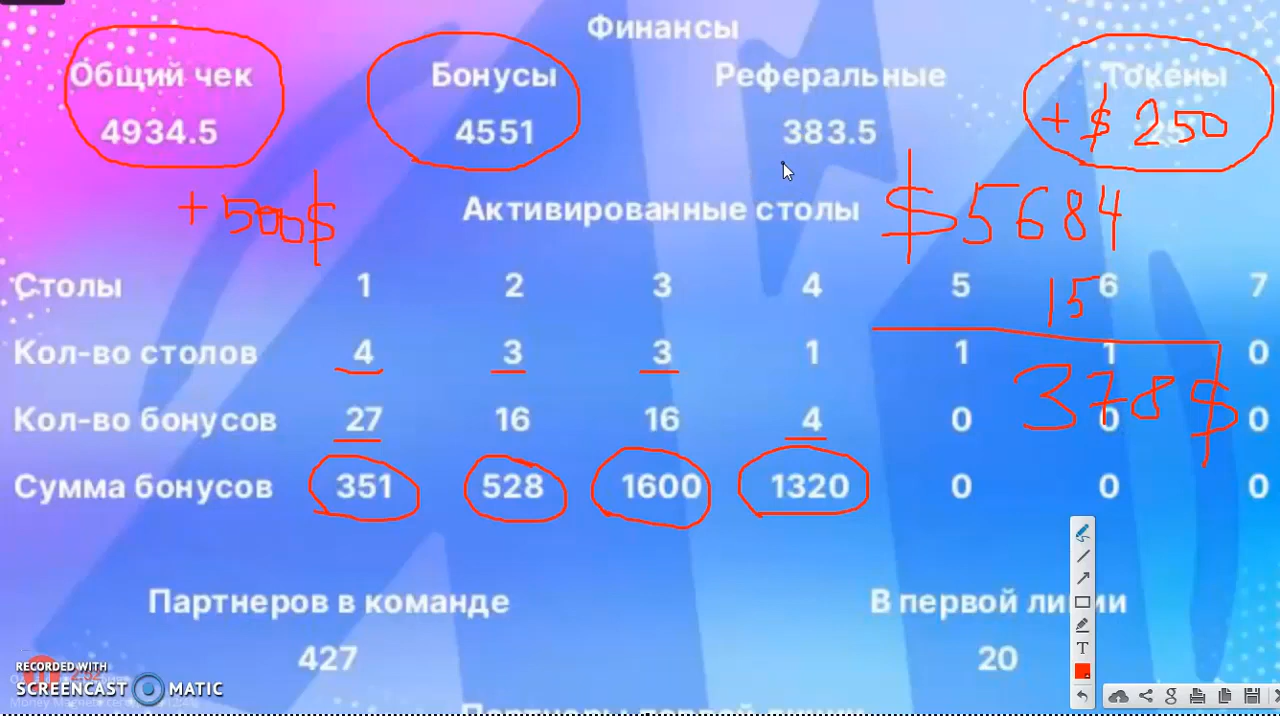 Финансы
Общий чек Бонусы Реферальные Токены
4934.5 4551 383.5 + $ 250
+ 500$ Активированные столы $5684
Столы 1 2 3 4 5 6 7
15
Кол-во столов 4 3 3 1 1 1 0
378$
Кол-во бонусов 27 16 16 4 0 0 0
Сумма бонусов 351 528 1600 1320 0 0 0
Партнеров в команде В первой линии
427 20
RECORDED WITH
SCREENCAST MATIC
T